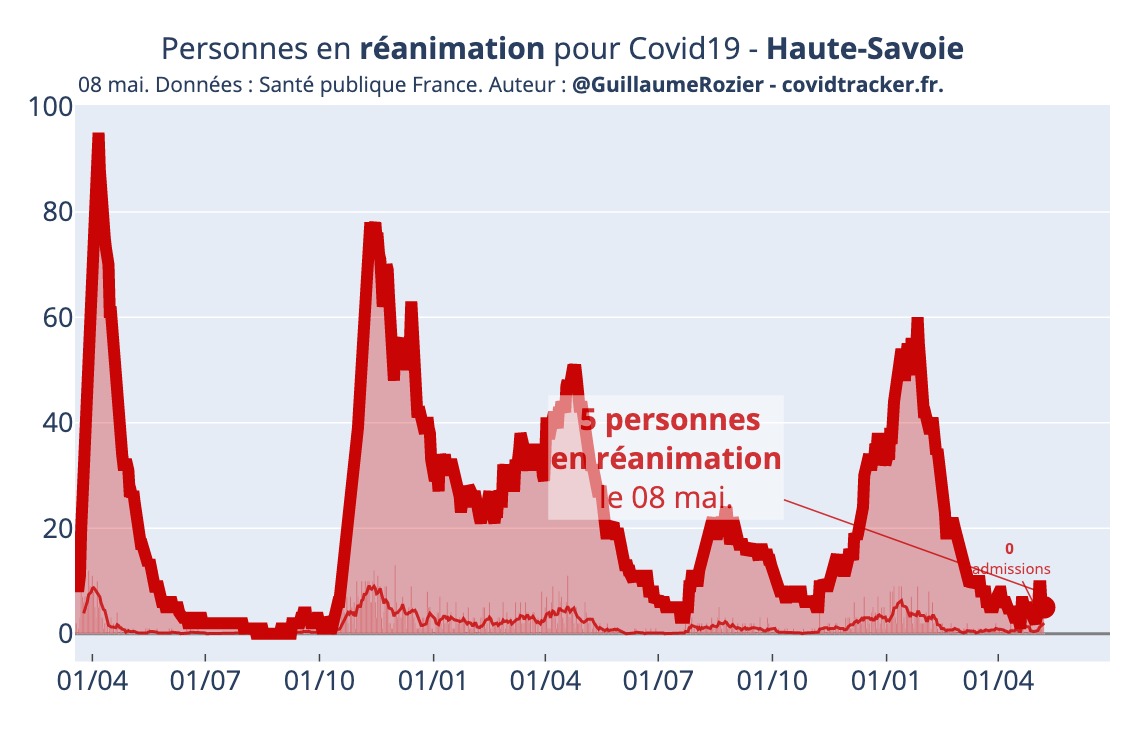 Personnes en réanimation pour Covid19 - Haute-Savoie
08 mai. Données : Santé publique France. Auteur : @GuillaumeRozier - covidtracker.fr.
100
80
60
40
20
0
5 personnes
en réanimation
le 08 mai.
0
admissions
01/04
01/07
01/10
01/01
01/04
01/07
01/10
01/01
01/04